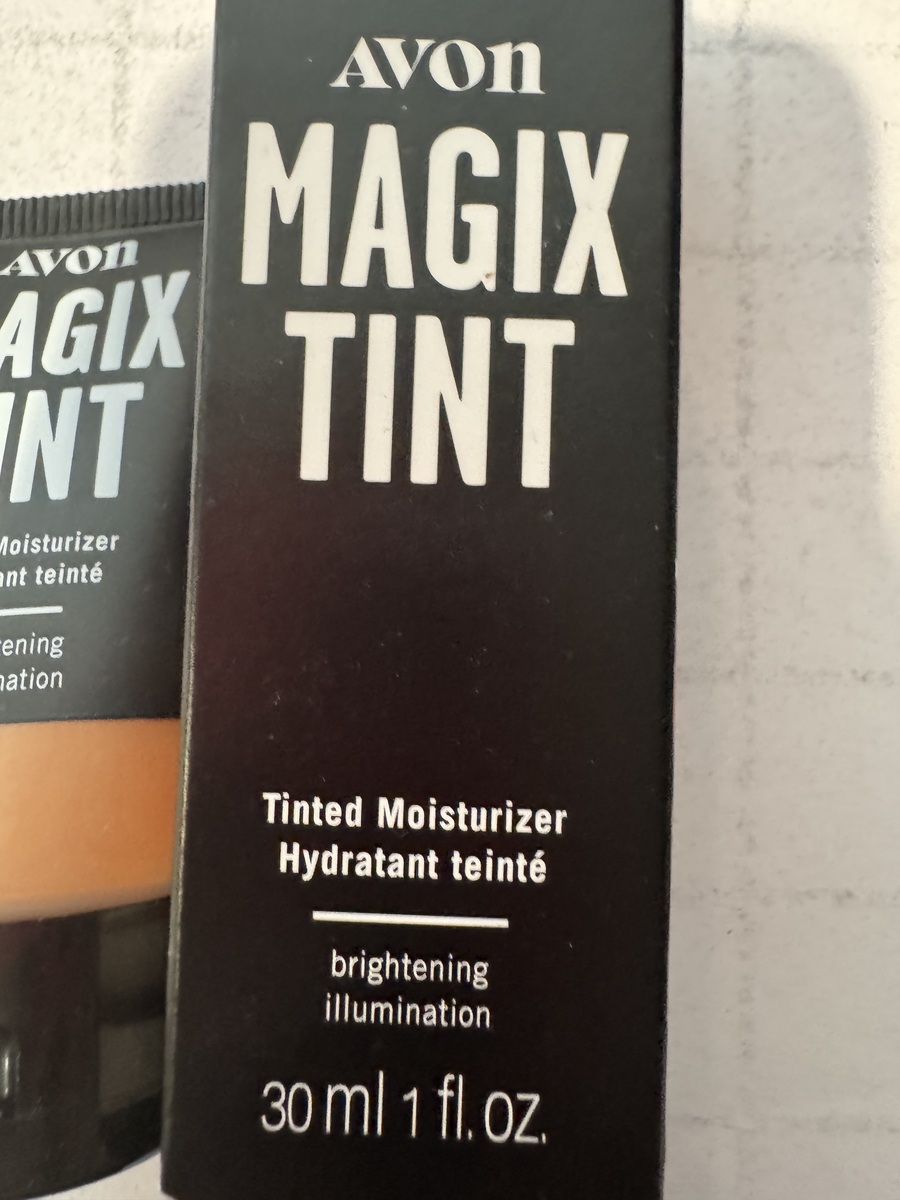 AVON
MAGIX
TINT
Tinted Moisturizer
Hydratant teinté
brightening
illumination
30 ml 1 fl. oz.
AVON
AGIX
INT
Moisturizer
ant teinté
ening
nation